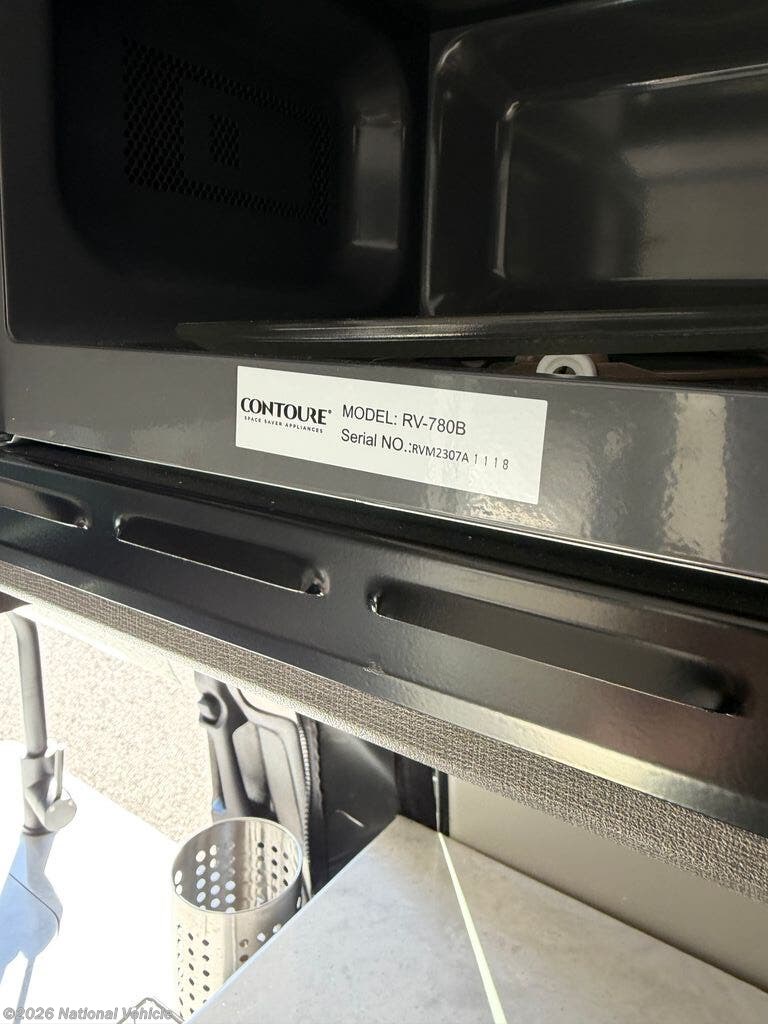 CONTOURE®
SPACE SAVER APPLIANCES
MODEL: RV-780B
Serial NO.:RVM2307A 1118
©2026 National Vehicle